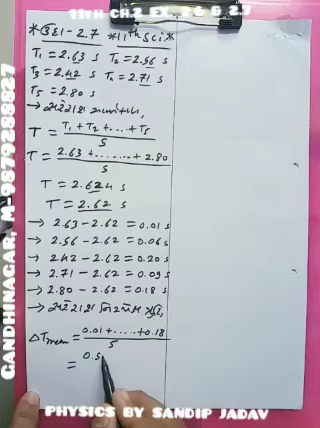 11TH CH.2 EX. 2.6 & 2.7
*ઉદા-2.7 *11th Sci*
T₁ = 2.63 s T₂ = 2.56 s
T₃ = 2.42 s T₄ = 2.71 s
T₅ = 2.80 s
→ સરેરાશ
T = T₁ + T₂ + ... + T₅ / 5
T = 2.63 + ....... + 2.80 / 5
T = 2.624 s
T = 2.62 s
→ 2.63 - 2.62 = 0.01 s
→ 2.56 - 2.62 = 0.06 s
→ 2.42 - 2.62 = 0.20 s
→ 2.71 - 2.62 = 0.09 s
→ 2.80 - 2.62 = 0.18 s
→ સરેરાશ નિરપેક્ષ ત્રુટિ,
ΔTmean = 0.01 + ..... + 0.18 / 5
= 0.5
GANDHINAGAR, M-9879288827
PHYSICS BY SANDIP JADAV